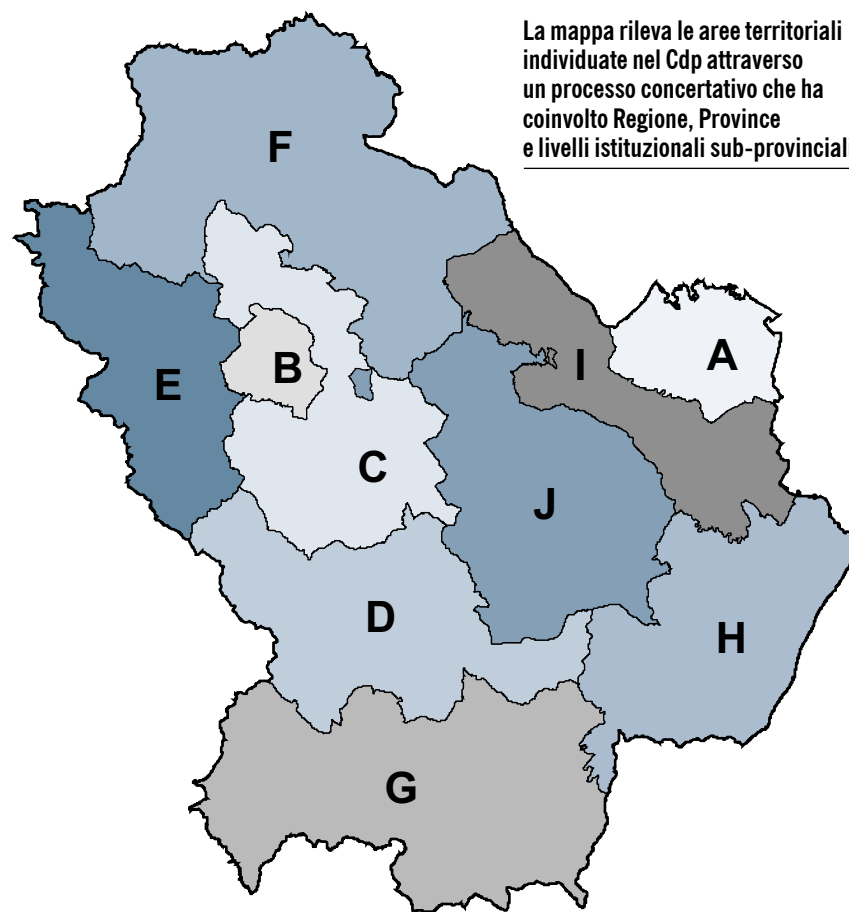 La mappa rileva le aree territoriali
individuate nel Cdp attraverso
un processo concertativo che ha
coinvolto Regione, Province
e livelli istituzionali sub-provinciali
F
A
I
B
E
C
J
D
H
G